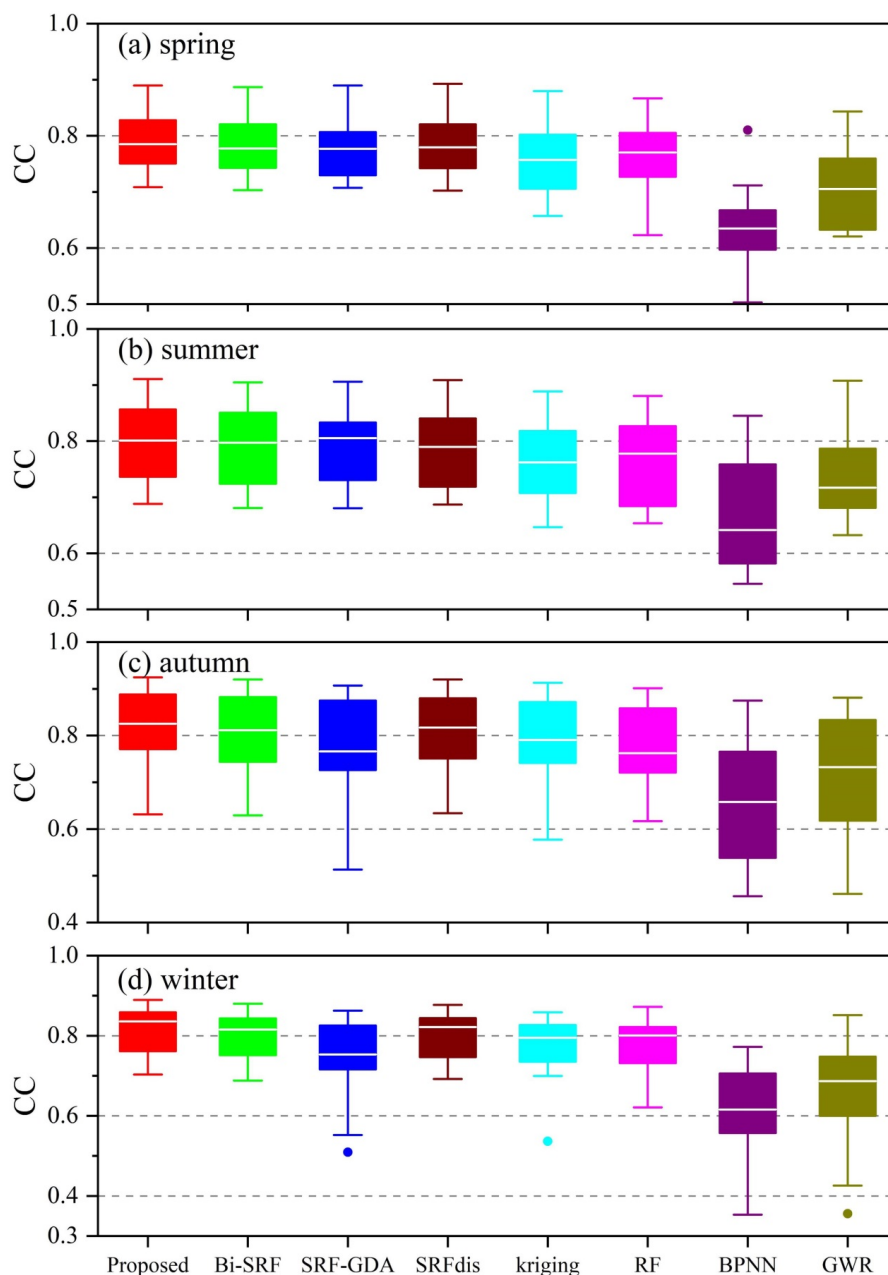 (a) spring
CC
1.0
0.8
0.6
0.5
(b) summer
CC
1.0
0.8
0.6
0.5
(c) autumn
CC
1.0
0.8
0.6
0.4
(d) winter
CC
1.0
0.8
0.6
0.4
0.3
Proposed Bi-SRF SRF-GDA SRFdis kriging RF BPNN GWR